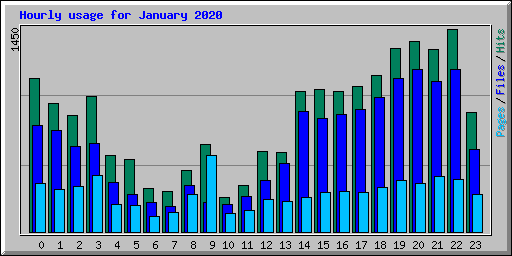 Hourly usage for January 2020
1450
Pages/Files/Hits
0 1 2 3 4 5 6 7 8 9 10 11 12 13 14 15 16 17 18 19 20 21 22 23